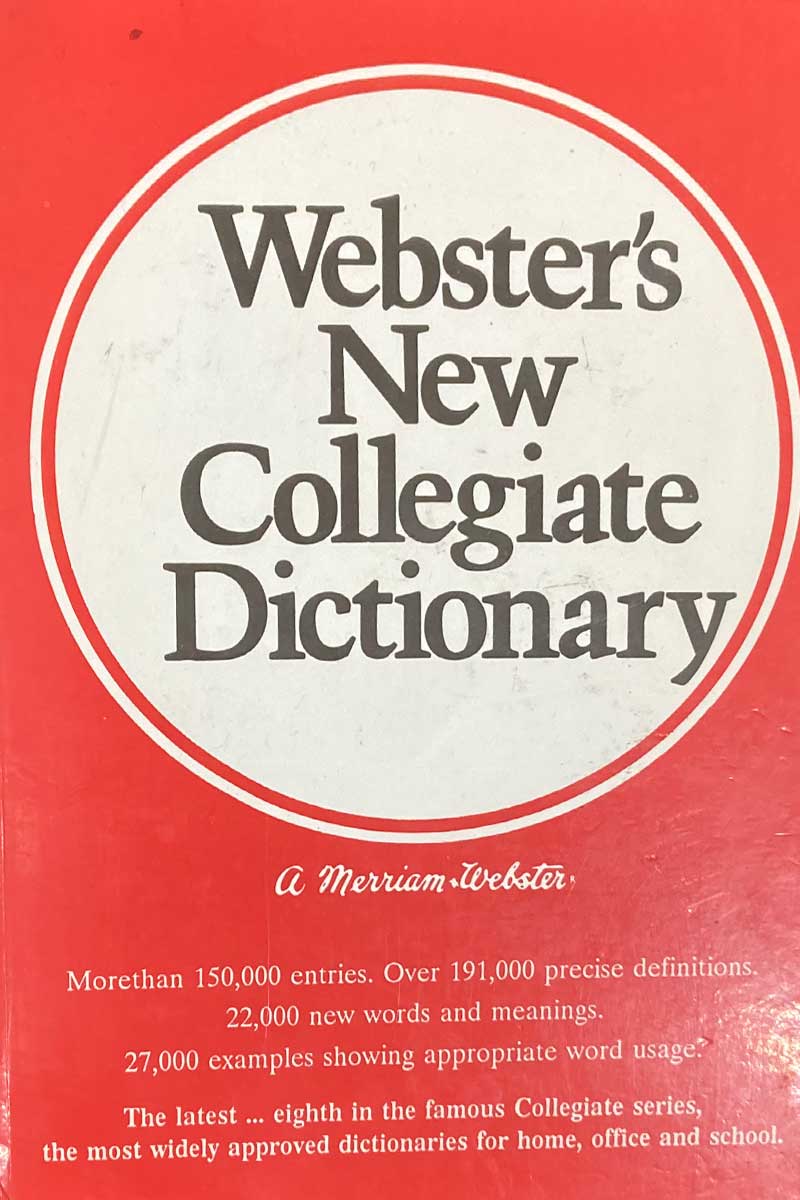 Webster's
New
Collegiate
Dictionary
A Merriam-Webster
Morethan 150,000 entries. Over 191,000 precise definitions.
22,000 new words and meanings.
27,000 examples showing appropriate word usage.
The latest ... eighth in the famous Collegiate series,
the most widely approved dictionaries for home, office and school.